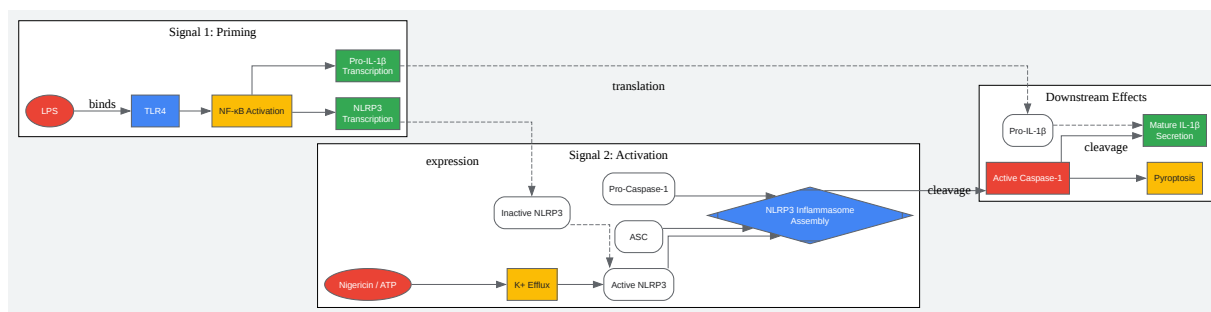 Signal 1: Priming
Pro-IL-1β
Transcription
LPS
binds
TLR4
NF-κB Activation
NLRP3
Transcription
translation
expression
Signal 2: Activation
Pro-Caspase-1
Inactive NLRP3
ASC
NLRP3 Inflammasome
Assembly
Nigericin / ATP
K+ Efflux
Active NLRP3
cleavage
Downstream Effects
Pro-IL-1β
Mature IL-1β
Secretion
cleavage
Active Caspase-1
Pyroptosis